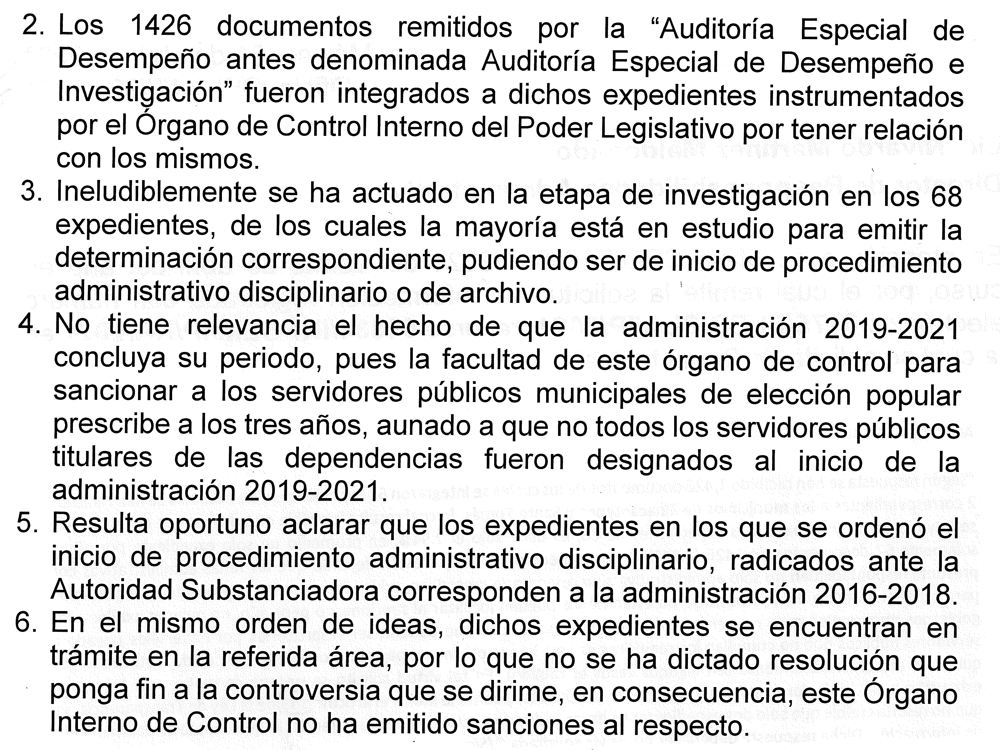 2. Los 1426 documentos remitidos por la “Auditoría Especial de
Desempeño antes denominada Auditoría Especial de Desempeño e
Investigación” fueron integrados a dichos expedientes instrumentados
por el Órgano de Control Interno del Poder Legislativo por tener relación
con los mismos.
3. Ineludiblemente se ha actuado en la etapa de investigación en los 68
expedientes, de los cuales la mayoría está en estudio para emitir la
determinación correspondiente, pudiendo ser de inicio de procedimiento
administrativo disciplinario o de archivo.
4. No tiene relevancia el hecho de que la administración 2019-2021
concluya su periodo, pues la facultad de este órgano de control para
sancionar a los servidores públicos municipales de elección popular
prescribe a los tres años, aunado a que no todos los servidores públicos
titulares de las dependencias fueron designados al inicio de la
administración 2019-2021.
5. Resulta oportuno aclarar que los expedientes en los que se ordenó el
inicio de procedimiento administrativo disciplinario, radicados ante la
Autoridad Substanciadora corresponden a la administración 2016-2018.
6. En el mismo orden de ideas, dichos expedientes se encuentran en
trámite en la referida área, por lo que no se ha dictado resolución que
ponga fin a la controversia que se dirime, en consecuencia, este Órgano
Interno de Control no ha emitido sanciones al respecto.